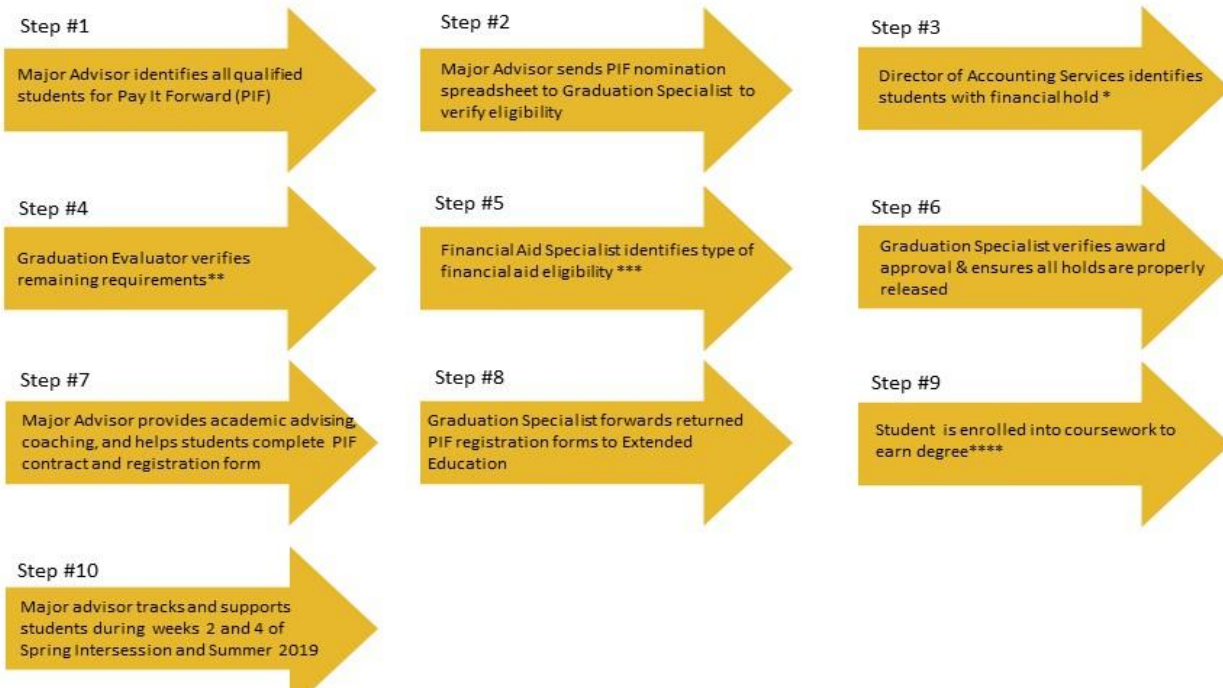 Step #1
Major Advisor identifies all qualified
students for Pay It Forward (PIF)
Step #2
Major Advisor sends PIF nomination
spreadsheet to Graduation Specialist to
verify eligibility
Step #3
Director of Accounting Services identifies
students with financial hold *
Step #4
Graduation Evaluator verifies
remaining requirements**
Step #5
Financial Aid Specialist identifies type of
financial aid eligibility ***
Step #6
Graduation Specialist verifies award
approval & ensures all holds are properly
released
Step #7
Major Advisor provides academic advising,
coaching, and helps students complete PIF
contract and registration form
Step #8
Graduation Specialist forwards returned
PIF registration forms to Extended
Education
Step #9
Student is enrolled into coursework to
earn degree****
Step #10
Major advisor tracks and supports
students during weeks 2 and 4 of
Spring Intersession and Summer 2019